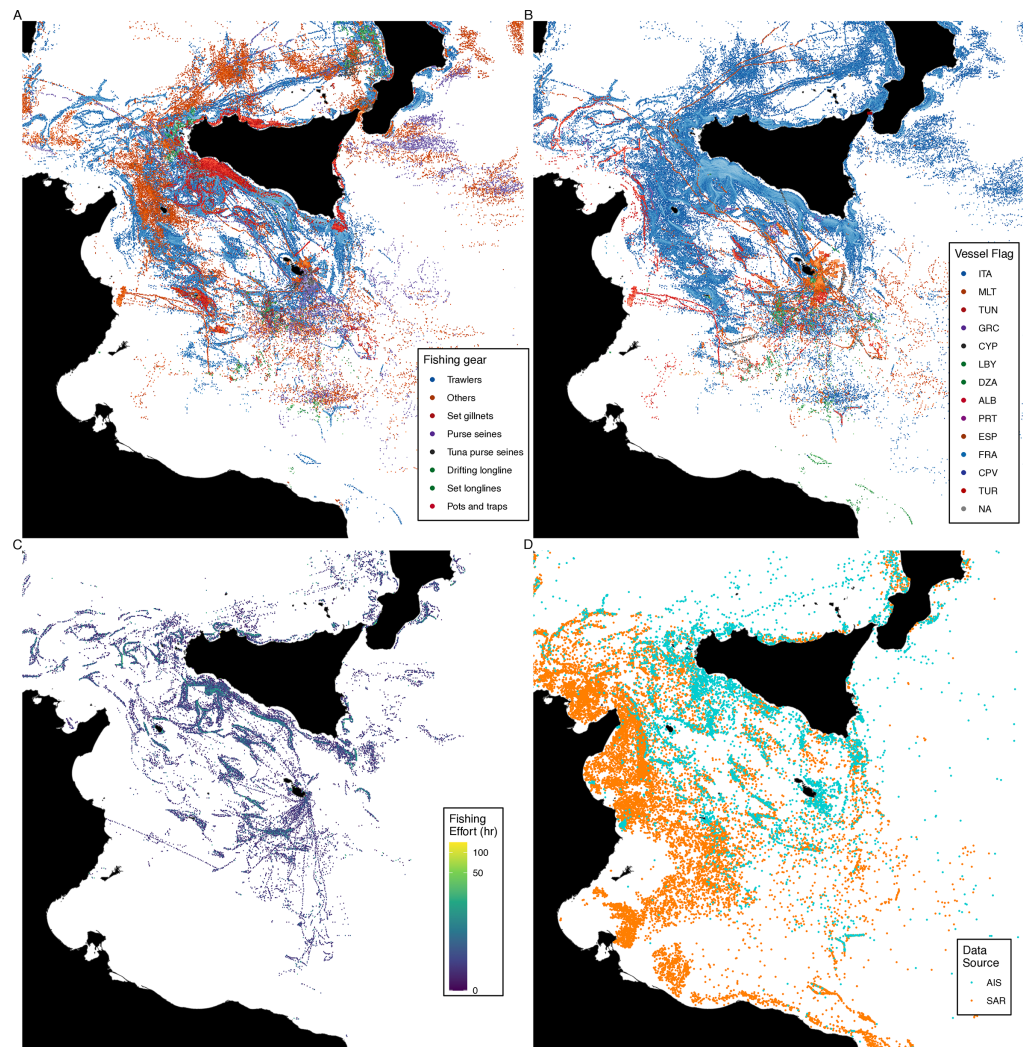 A
Fishing gear
Trawlers
Others
Set gillnets
Purse seines
Tuna purse seines
Drifting longline
Set longlines
Pots and traps
B
Vessel Flag
ITA
MLT
TUN
GRC
CYP
LBY
DZA
ALB
PRT
ESP
FRA
CPV
TUR
NA
C
Fishing
Effort (hr)
100
50
0
D
Data
Source
AIS
SAR